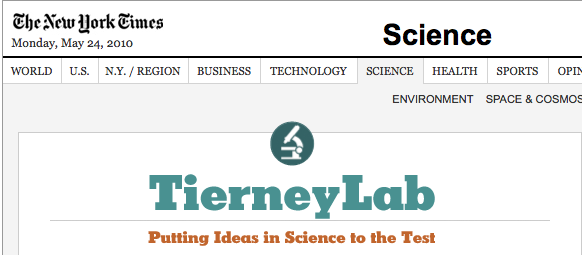 The New York Times
Monday, May 24, 2010
Science
WORLD U.S. N.Y. / REGION BUSINESS TECHNOLOGY SCIENCE HEALTH SPORTS OPIN
ENVIRONMENT SPACE & COSMOS
TierneyLab
Putting Ideas in Science to the Test